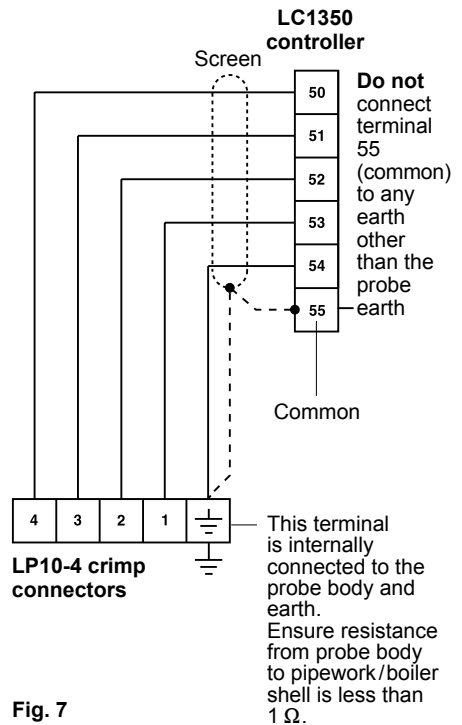 LC1350
controller
Screen
50
51
52
53
54
55
Do not
connect
terminal
55
(common)
to any
earth
other
than the
probe
earth
Common
4 3 2 1
LP10-4 crimp
connectors
This terminal
is internally
connected to the
probe body and
earth.
Ensure resistance
from probe body
to pipework/boiler
shell is less than
1 Ω.
Fig. 7